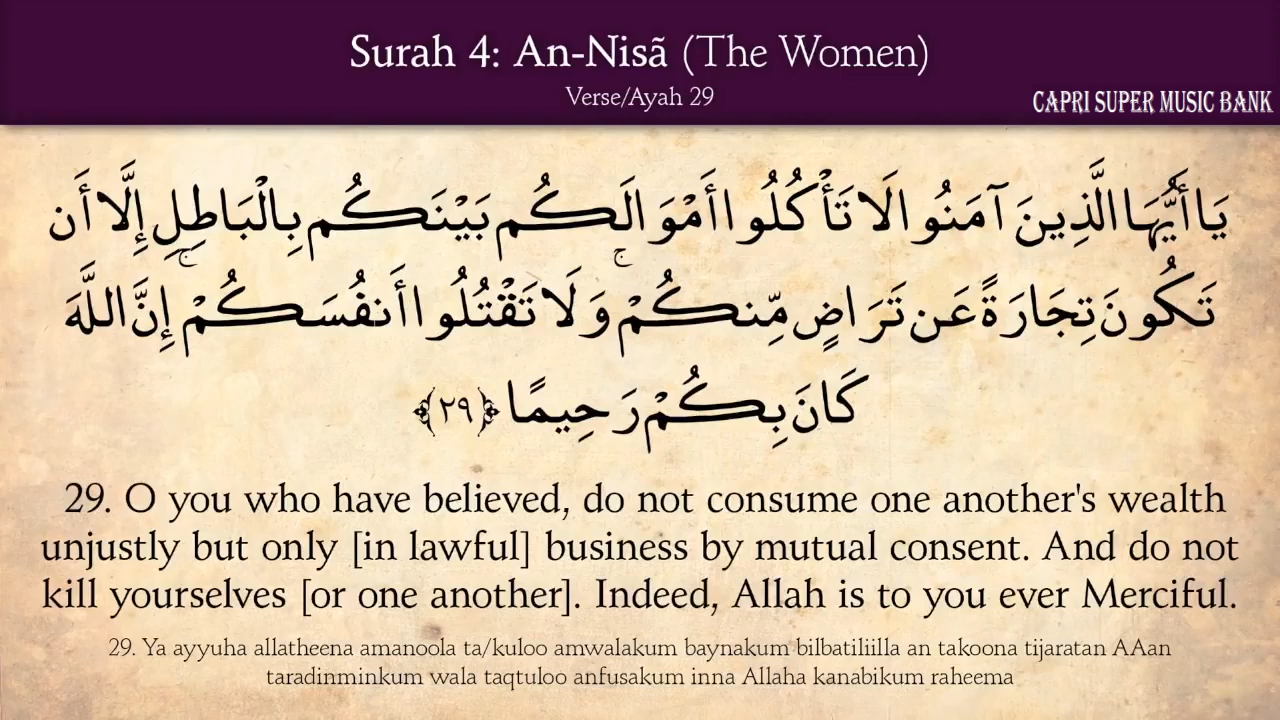 Surah 4: An-Nisã (The Women)
Verse/Ayah 29
CAPRI SUPER MUSIC BANK
يَا أَيُّهَا الَّذِينَ آمَنُوا لَا تَأْكُلُوا أَمْوَالَكُم بَيْنَكُم بِالْبَاطِلِ إِلَّا أَن
تَكُونَ تِجَارَةً عَن تَرَاضٍ مِّنكُمْ ۚ وَلَا تَقْتُلُوا أَنفُسَكُمْ ۚ إِنَّ اللَّهَ
كَانَ بِكُمْ رَحِيمًا ﴿٢٩﴾
29. O you who have believed, do not consume one another's wealth
unjustly but only [in lawful] business by mutual consent. And do not
kill yourselves [or one another]. Indeed, Allah is to you ever Merciful.
29. Ya ayyuha allatheena amanoola ta/kuloo amwalakum baynakum bilbatiliilla an takoona tijaratan AAan
taradinminkum wala taqtuloo anfusakum inna Allaha kanabikum raheema